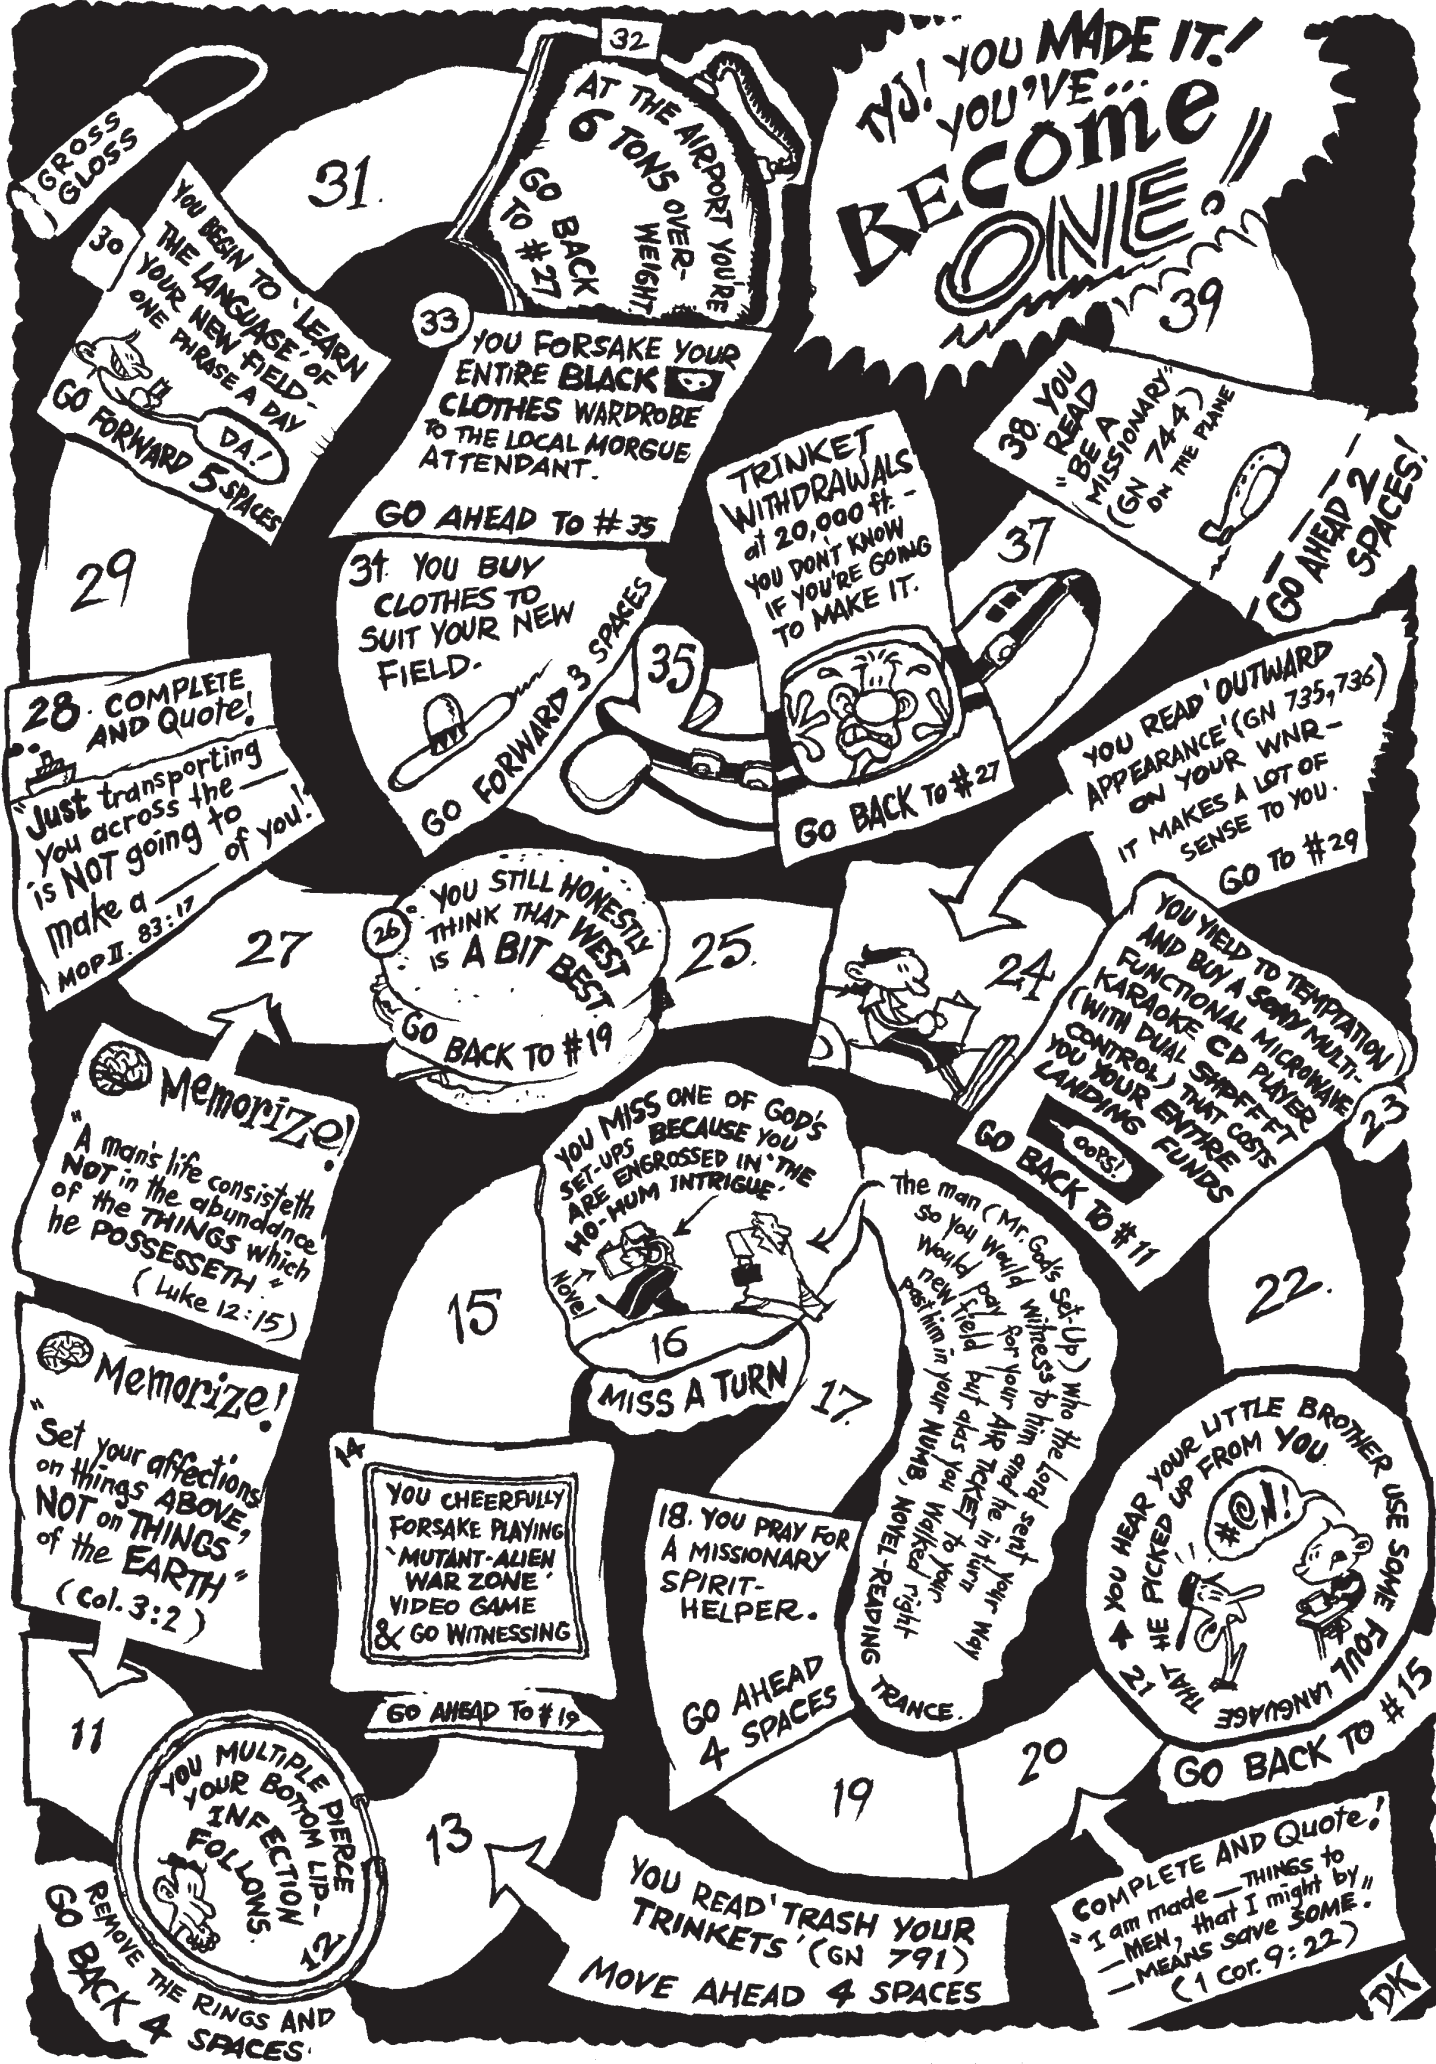 TYJ! YOU MADE IT!
YOU'VE...
BECOME
ONE!!
39
38. YOU
READ
"BE A
MISSIONARY"
(GN 74-4)
ON THE PLANE
GO AHEAD 2
SPACES!
37
TRINKET
WITHDRAWALS
at 20,000 ft. -
YOU DON'T KNOW
IF YOU'RE GOING
TO MAKE IT.
GO BACK TO #27
35
34. YOU BUY
CLOTHES TO
SUIT YOUR NEW
FIELD.
GO FORWARD 3 SPACES
33
YOU FORSAKE YOUR
ENTIRE BLACK
CLOTHES WARDROBE
TO THE LOCAL MORGUE
ATTENDANT.
GO AHEAD TO #35
32
AT THE AIRPORT YOU'RE
6 TONS OVER-
WEIGHT.
GO BACK
TO #27
31.
GROSS
GLOSS
30
YOU BEGIN TO 'LEARN
THE LANGUAGE' OF
YOUR NEW FIELD -
ONE PHRASE A DAY
DA!
GO FORWARD 5 SPACES
29
28. COMPLETE
AND Quote!
"Just transporting
you across the ___
is NOT going to
make a ___ of you!"
MOP II. 83:17
27
26
YOU STILL HONESTLY
THINK THAT WEST
IS A BIT BEST.
GO BACK TO #19
25.
24
YOU READ 'OUTWARD
APPEARANCE' (GN 735,736)
ON YOUR WNR -
IT MAKES A LOT OF
SENSE TO YOU.
GO TO #29
YOU YIELD TO TEMPTATION
AND BUY A SONY MULTI-
FUNCTIONAL MICROWAVE
KARAOKE CD PLAYER
(WITH DUAL SHPFFFT
CONTROL) THAT COSTS
YOU YOUR ENTIRE
LANDING FUNDS
OOPS!
GO BACK TO #11
23
22.
Memorize!
"A man's life consisteth
NOT in the abundance
of the THINGS which
he POSSESSETH."
(Luke 12:15)
Memorize!
"Set your affections
on things ABOVE,
NOT on THINGS
of the EARTH"
(Col. 3:2)
YOU MISS ONE OF GOD'S
SET-UPS BECAUSE YOU
ARE ENGROSSED IN 'THE
HO-HUM INTRIGUE'
Novel
16
MISS A TURN
The man (Mr. God's Set-Up) who the Lord sent your way
so you would witness to him and he in turn
would pay for your AIR TICKET to your
new field but alas you walked right
past him in your NUMB, NOVEL-READING
TRANCE.
15
17.
14
YOU CHEERFULLY
FORSAKE PLAYING
'MUTANT-ALIEN
WAR ZONE'
VIDEO GAME
& GO WITNESSING
GO AHEAD TO #19
18. YOU PRAY FOR
A MISSIONARY
SPIRIT-
HELPER.
GO AHEAD
4 SPACES
YOU HEAR YOUR LITTLE BROTHER USE SOME FOUL LANGUAGE
THAT HE PICKED UP FROM YOU.
#@*!
21
GO BACK TO #15
20
19
13
11
YOU MULTIPLE PIERCE
YOUR BOTTOM LIP -
INFECTION
FOLLOWS.
12
REMOVE THE RINGS AND
GO BACK 4 SPACES.
YOU READ 'TRASH YOUR
TRINKETS' (GN 791)
MOVE AHEAD 4 SPACES
COMPLETE AND Quote!
"I am made __ THINGS to
__ MEN, that I might by
__ MEANS save SOME."
(1 Cor. 9:22)
DK